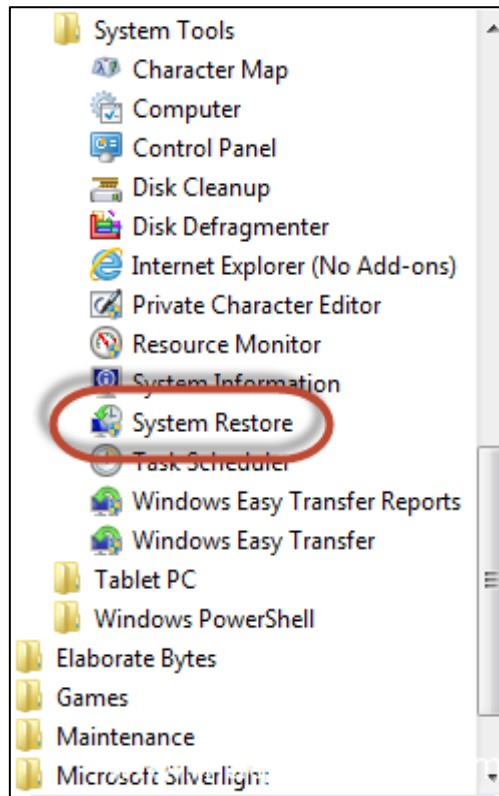 System Tools
Character Map
Computer
Control Panel
Disk Cleanup
Disk Defragmenter
Internet Explorer (No Add-ons)
Private Character Editor
Resource Monitor
System Information
System Restore
Task Scheduler
Windows Easy Transfer Reports
Windows Easy Transfer
Tablet PC
Windows PowerShell
Elaborate Bytes
Games
Maintenance
Microsoft Silverlight